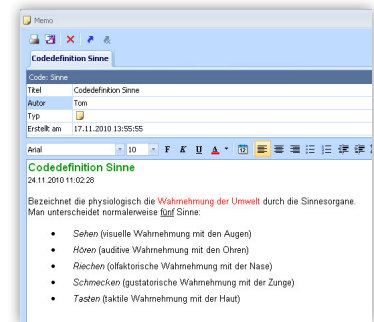 Memo
Codedefinition Sinne
Code: Sinne
Titel Codedefinition Sinne
Autor Tom
Typ
Erstellt am 17.11.2010 13:55:55
Arial 10 F K U A 12
Codedefinition Sinne
24.11.2010 11:02:28
Bezeichnet die physiologisch die Wahrnehmung der Umwelt durch die Sinnesorgane.
Man unterscheidet normalerweise fünf Sinne:
• Sehen (visuelle Wahrnehmung mit den Augen)
• Hören (auditive Wahrnehmung mit den Ohren)
• Riechen (olfaktorische Wahrnehmung mit der Nase)
• Schmecken (gustatorische Wahrnehmung mit der Zunge)
• Tasten (taktile Wahrnehmung mit der Haut)